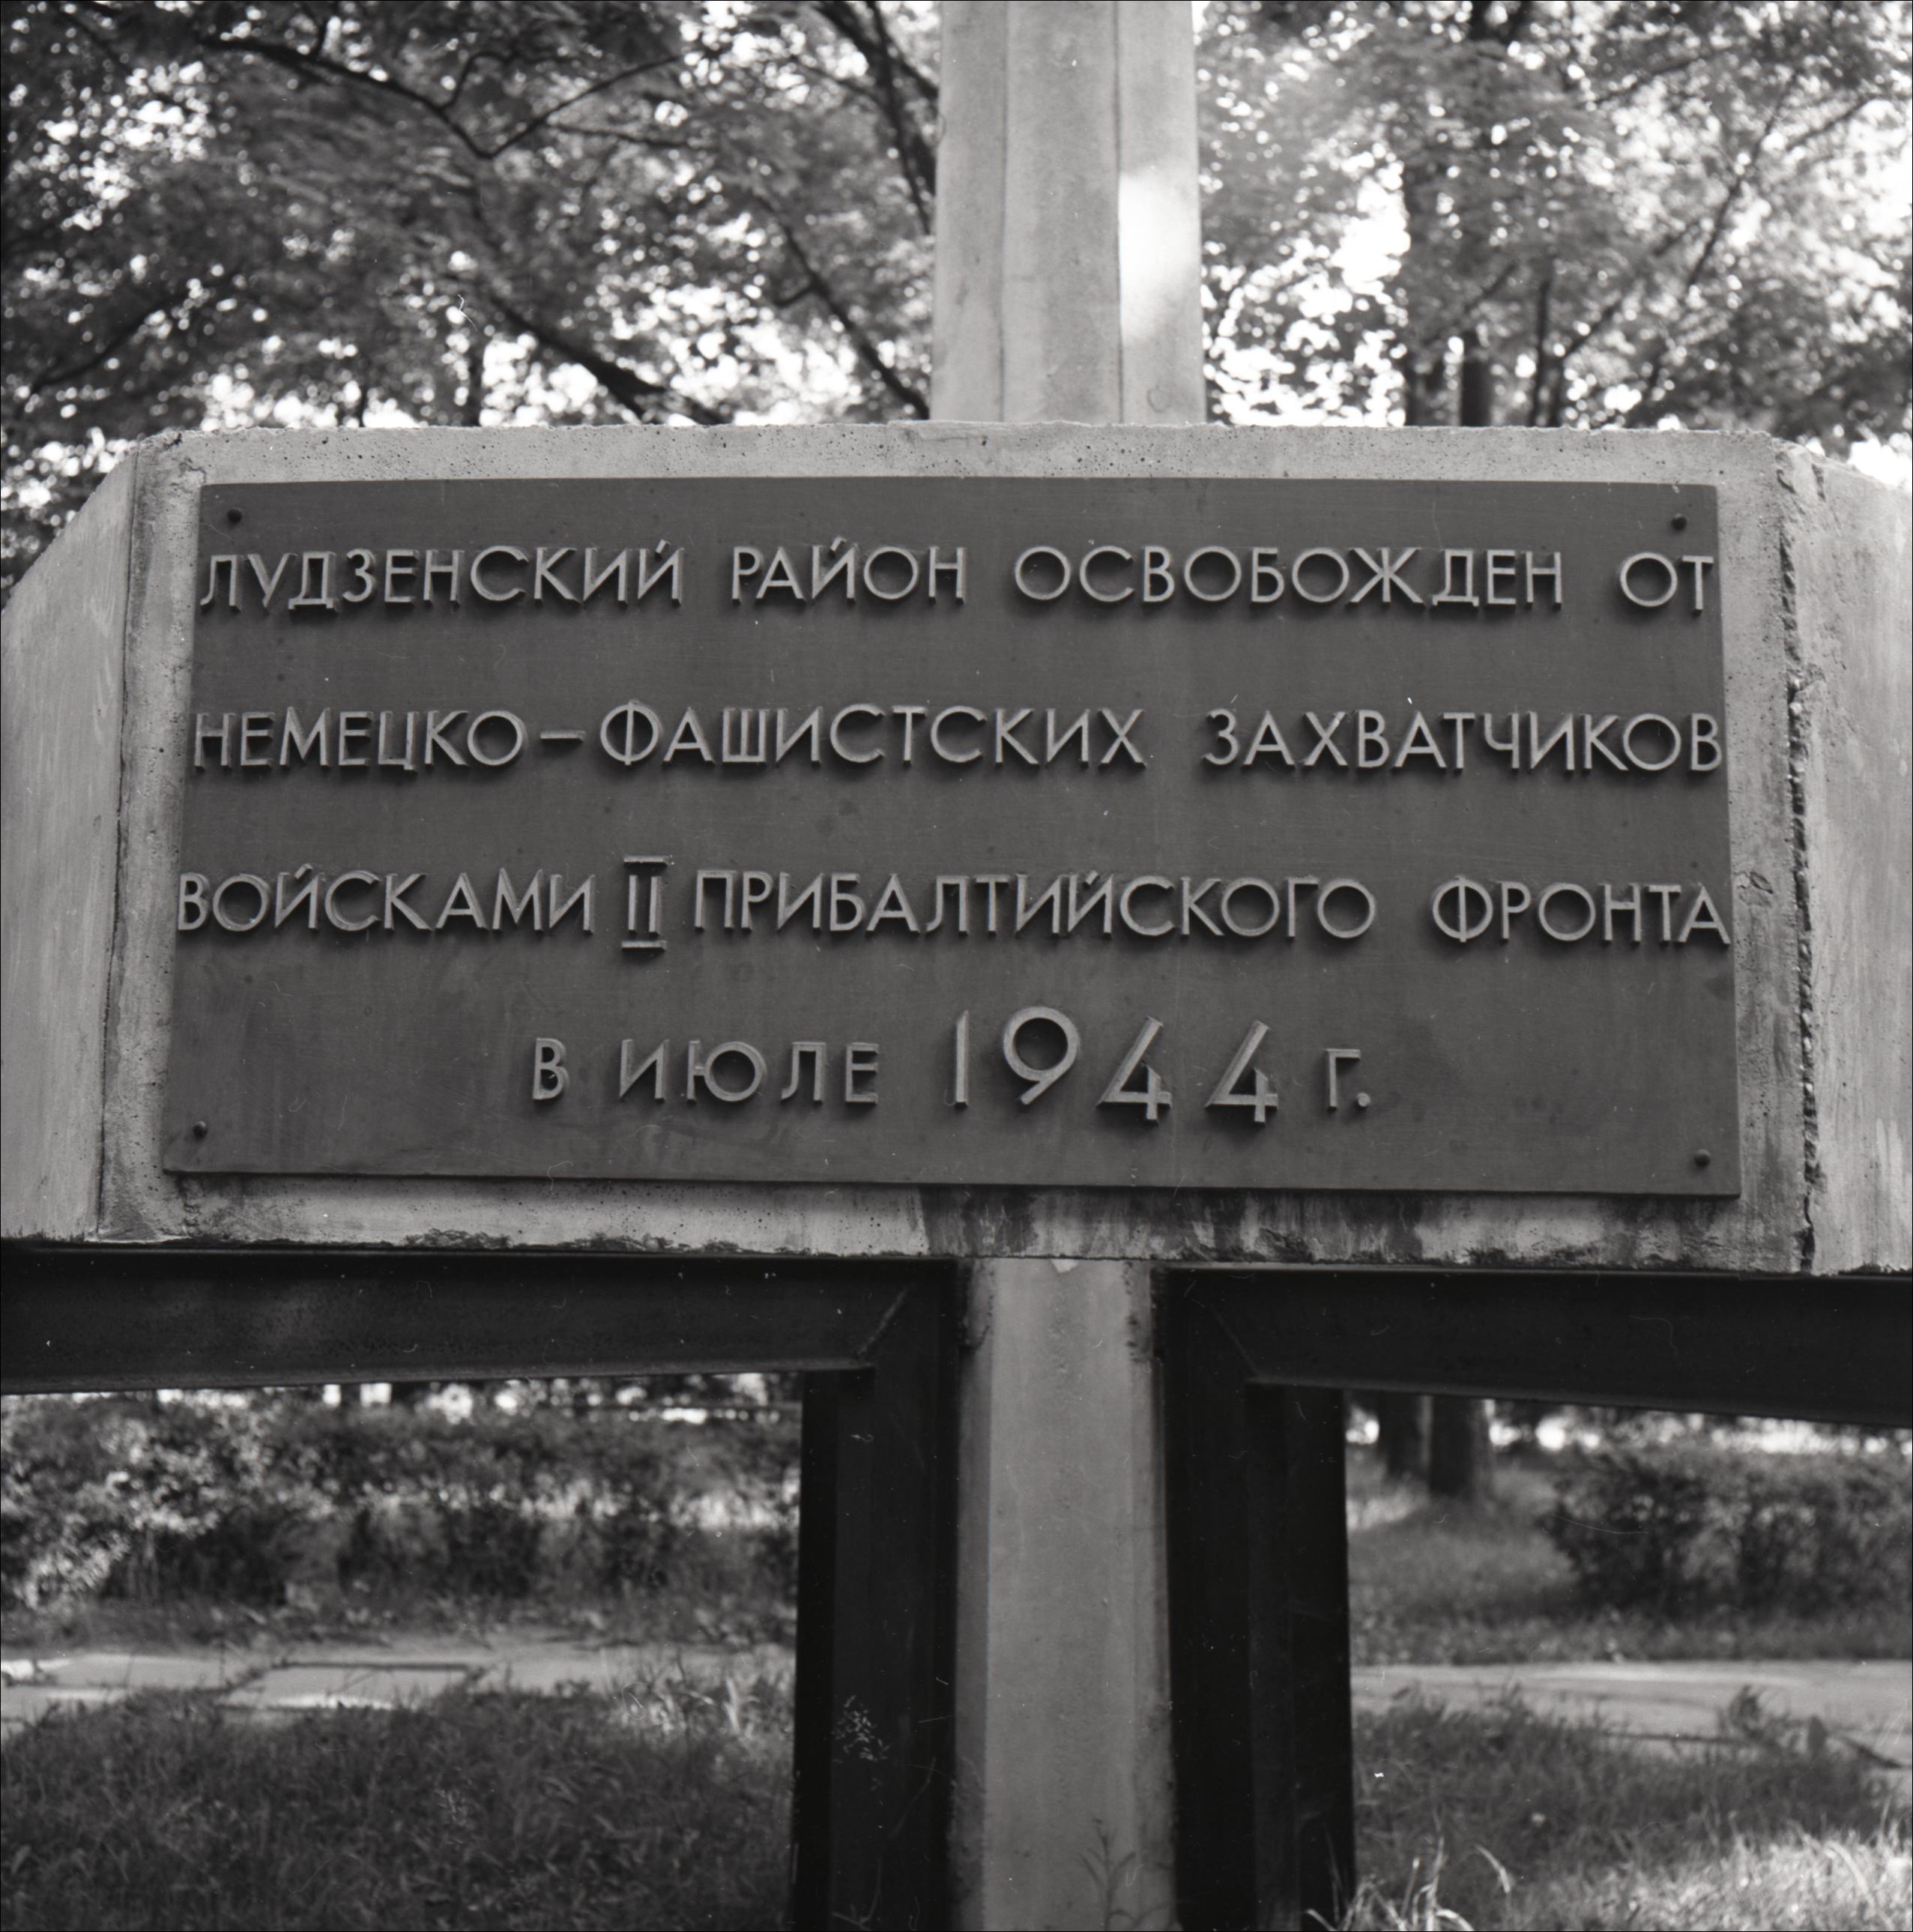 ЛУДЗЕНСКИЙ РАЙОН ОСВОБОЖДЕН ОТ
НЕМЕЦКО–ФАШИСТСКИХ ЗАХВАТЧИКОВ
ВОЙСКАМИ II ПРИБАЛТИЙСКОГО ФРОНТА
В ИЮЛЕ 1944 г.